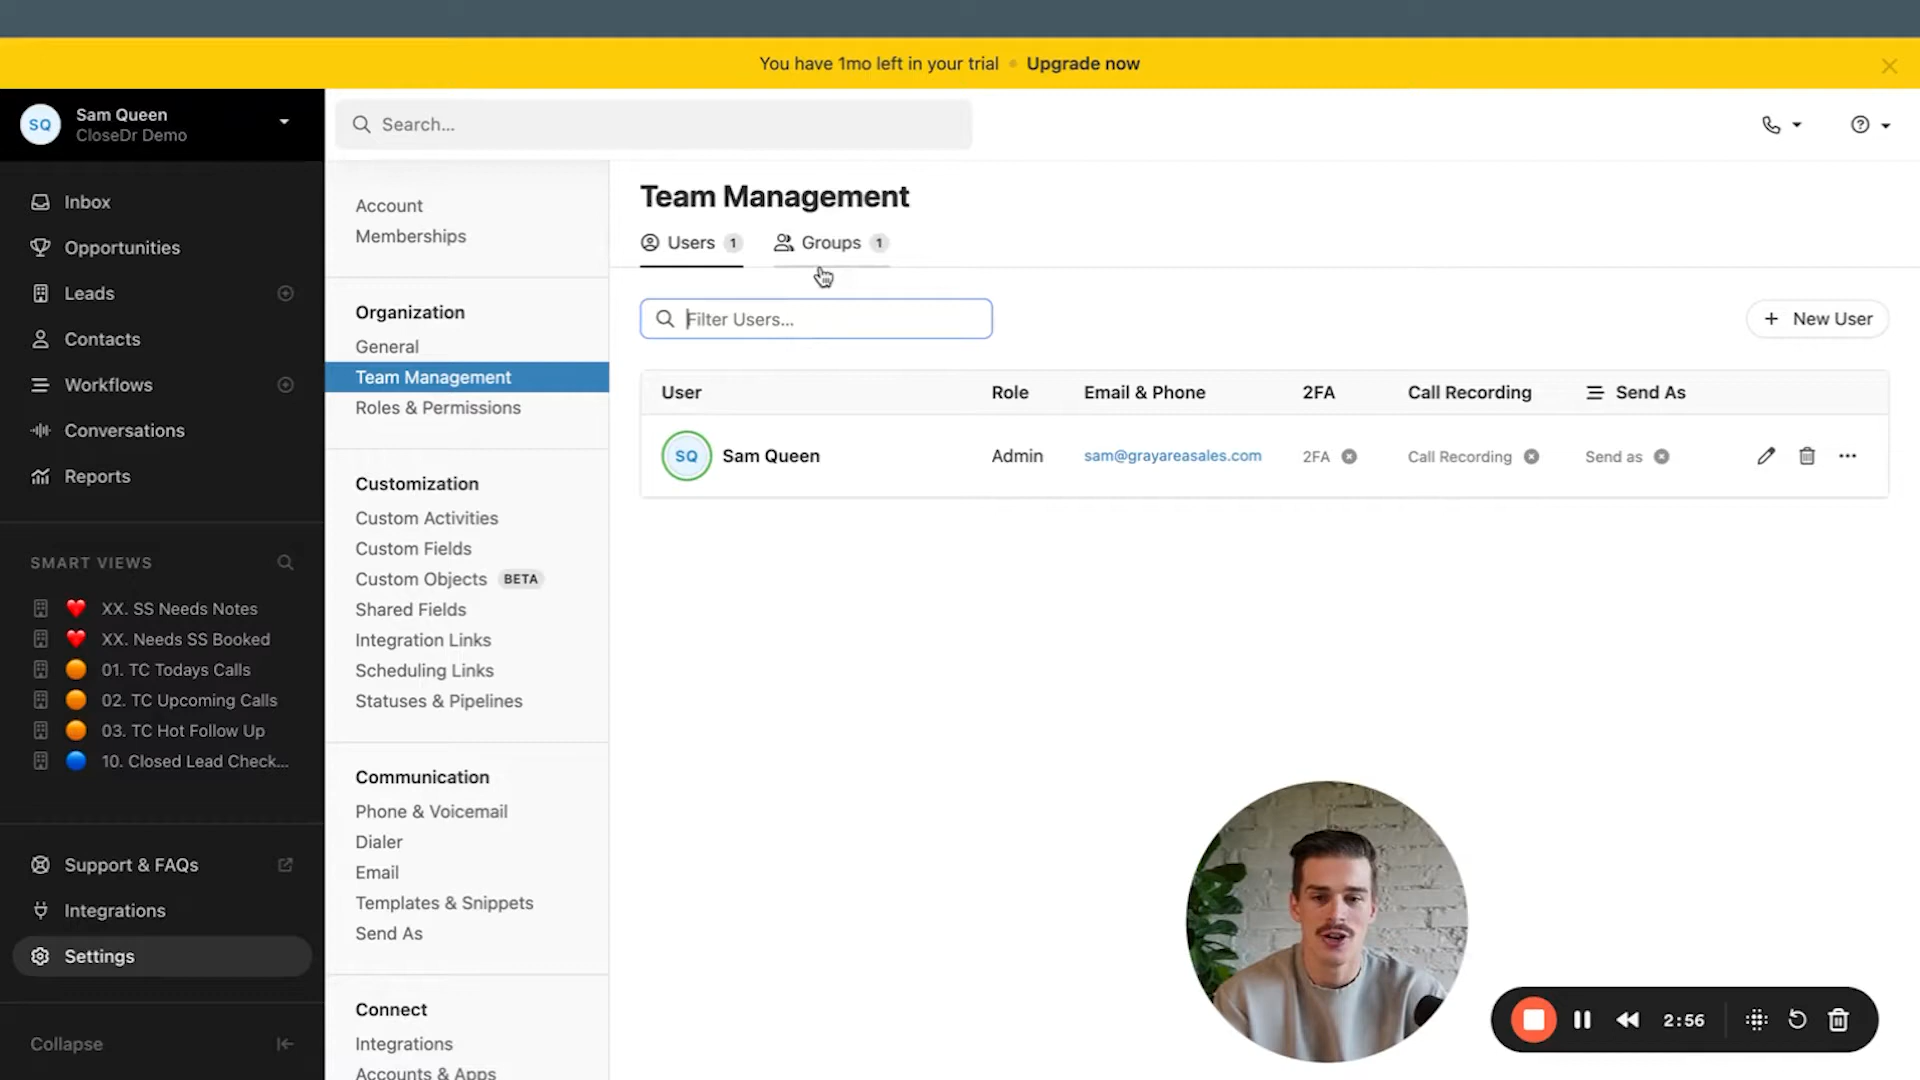 You have 1mo left in your trial • Upgrade now
SQ
Sam Queen
CloseDr Demo
Search...
Inbox
Opportunities
Leads
Contacts
Workflows
Conversations
Reports
SMART VIEWS
XX. SS Needs Notes
XX. Needs SS Booked
01. TC Todays Calls
02. TC Upcoming Calls
03. TC Hot Follow Up
10. Closed Lead Check...
Support & FAQs
Integrations
Settings
Collapse
Account
Memberships
Organization
General
Team Management
Roles & Permissions
Customization
Custom Activities
Custom Fields
Custom Objects BETA
Shared Fields
Integration Links
Scheduling Links
Statuses & Pipelines
Communication
Phone & Voicemail
Dialer
Email
Templates & Snippets
Send As
Connect
Integrations
Accounts & Apps
Team Management
Users 1 Groups 1
Filter Users...
+ New User
User Role Email & Phone 2FA Call Recording Send As
SQ Sam Queen Admin sam@grayareasales.com 2FA Call Recording Send as
2:56